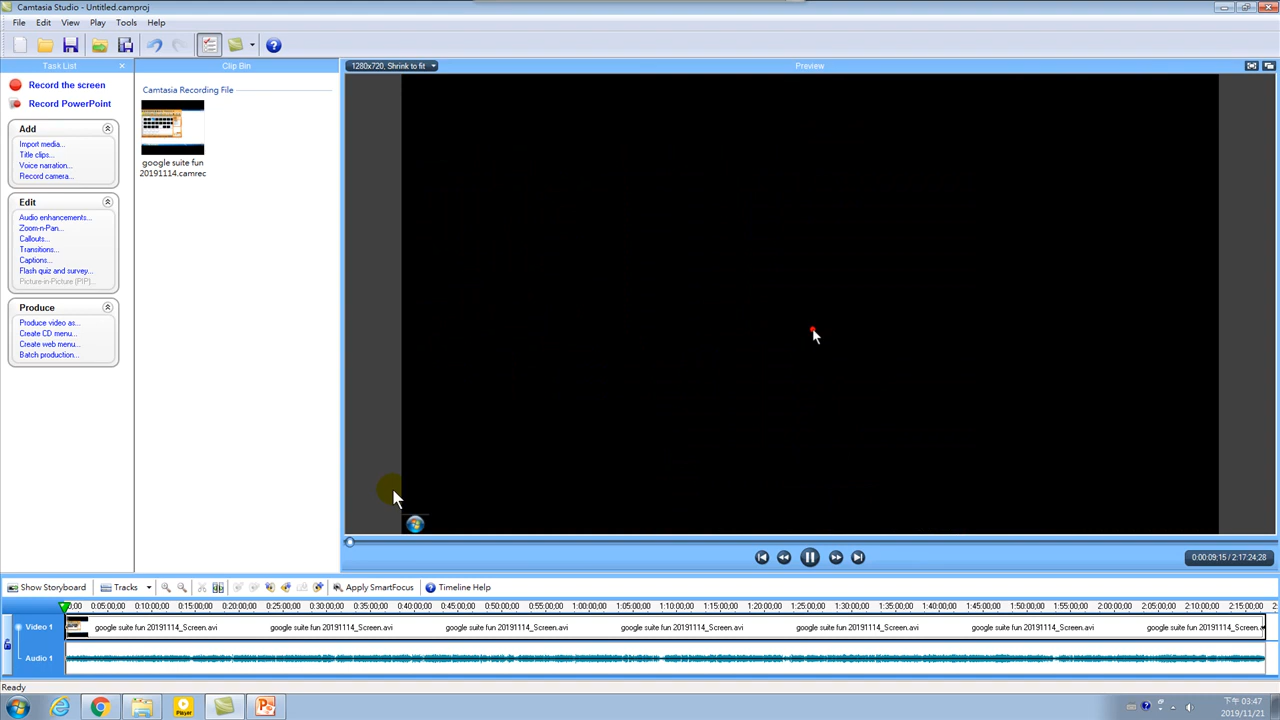 Camtasia Studio - Untitled.camproj
File Edit View Play Tools Help
Task List
Clip Bin
1280x720, Shrink to fit
Preview
Record the screen
Record PowerPoint
Add
Import media...
Title clips...
Voice narration...
Record camera...
Edit
Audio enhancements...
Zoom-n-Pan...
Callouts...
Transitions...
Captions...
Flash quiz and survey...
Picture-in-Picture (PIP)...
Produce
Produce video as...
Create CD menu...
Create web menu...
Batch production...
Camtasia Recording File
google suite fun
20191114.camrec
0:00:09;15 / 2:17:24;28
Show Storyboard Tracks Apply SmartFocus Timeline Help
0:05:00;00 0:10:00;00 0:15:00;00 0:20:00;00 0:25:00;00 0:30:00;00 0:35:00;00 0:40:00;00 0:45:00;00 0:50:00;00 0:55:00;00 1:00:00;00 1:05:00;00 1:10:00;00 1:15:00;00 1:20:00;00 1:25:00;00 1:30:00;00 1:35:00;00 1:40:00;00 1:45:00;00 1:50:00;00 1:55:00;00 2:00:00;00 2:05:00;00 2:10:00;00 2:15:00;00
Video 1 google suite fun 20191114_Screen.avi google suite fun 20191114_Screen.avi google suite fun 20191114_Screen.avi google suite fun 20191114_Screen.avi google suite fun 20191114_Screen.avi google suite fun 20191114_Screen.avi google suite fun 20191114_Screen.
Audio 1
Ready
Player
下午 03:47
2019/11/21